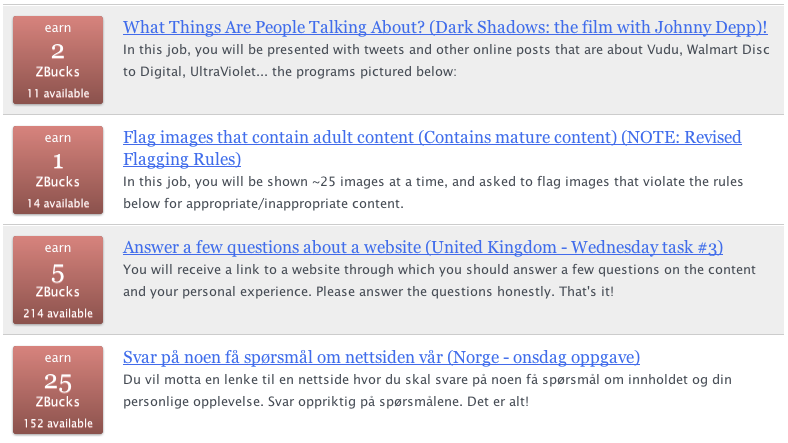 earn
2
ZBucks
11 available
What Things Are People Talking About? (Dark Shadows: the film with Johnny Depp)!
In this job, you will be presented with tweets and other online posts that are about Vudu, Walmart Disc
to Digital, UltraViolet... the programs pictured below:
earn
1
ZBucks
14 available
Flag images that contain adult content (Contains mature content) (NOTE: Revised
Flagging Rules)
In this job, you will be shown ~25 images at a time, and asked to flag images that violate the rules
below for appropriate/inappropriate content.
earn
5
ZBucks
214 available
Answer a few questions about a website (United Kingdom - Wednesday task #3)
You will receive a link to a website through which you should answer a few questions on the content
and your personal experience. Please answer the questions honestly. That's it!
earn
25
ZBucks
152 available
Svar på noen få spørsmål om nettsiden vår (Norge - onsdag oppgave)
Du vil motta en lenke til en nettside hvor du skal svare på noen få spørsmål om innholdet og din
personlige opplevelse. Svar oppriktig på spørsmålene. Det er alt!